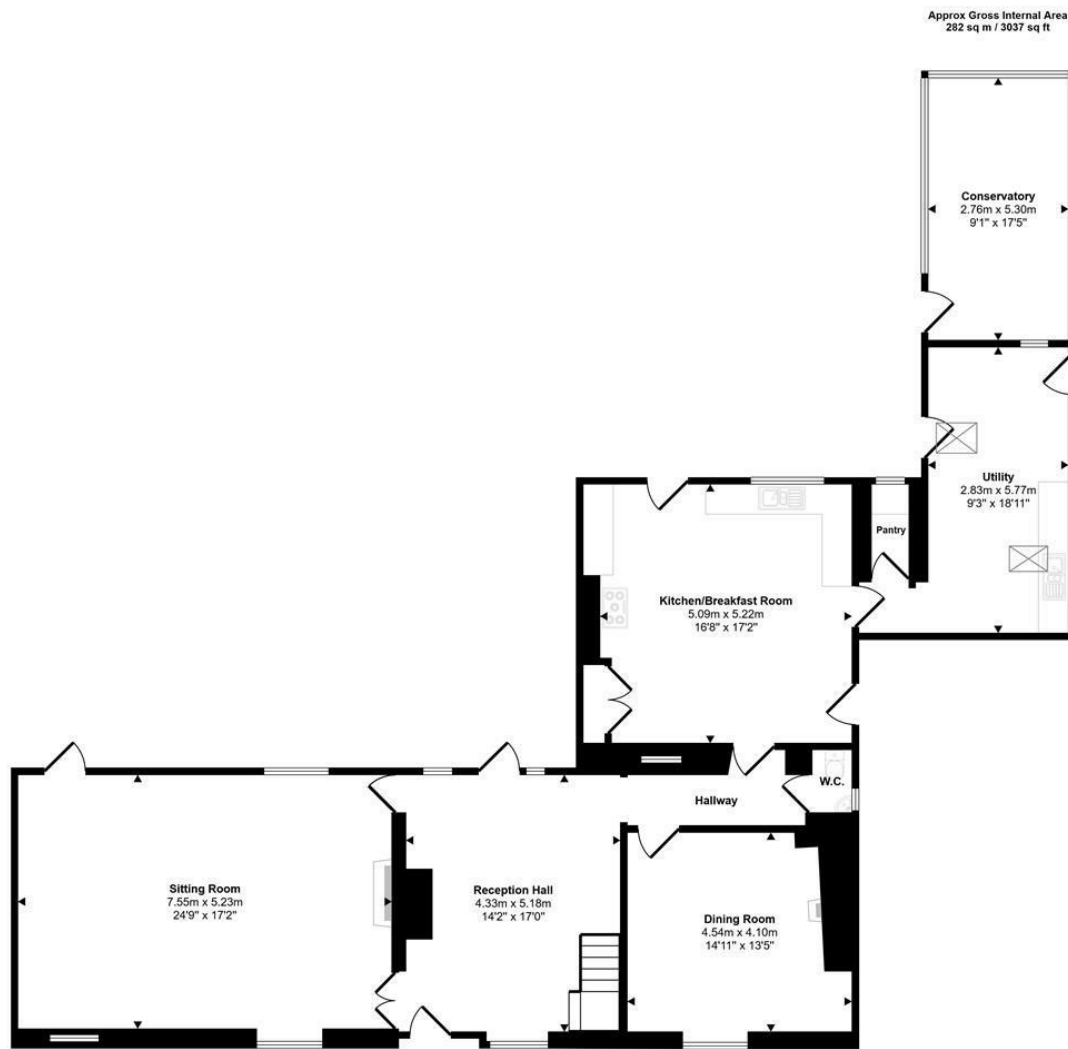 Approx Gross Internal Area
282 sq m / 3037 sq ft
Conservatory
2.76m x 5.30m
9'1" x 17'5"
Utility
2.83m x 5.77m
9'3" x 18'11"
Pantry
Kitchen/Breakfast Room
5.09m x 5.22m
16'8" x 17'2"
W.C.
Hallway
Sitting Room
7.55m x 5.23m
24'9" x 17'2"
Reception Hall
4.33m x 5.18m
14'2" x 17'0"
Dining Room
4.54m x 4.10m
14'11" x 13'5"